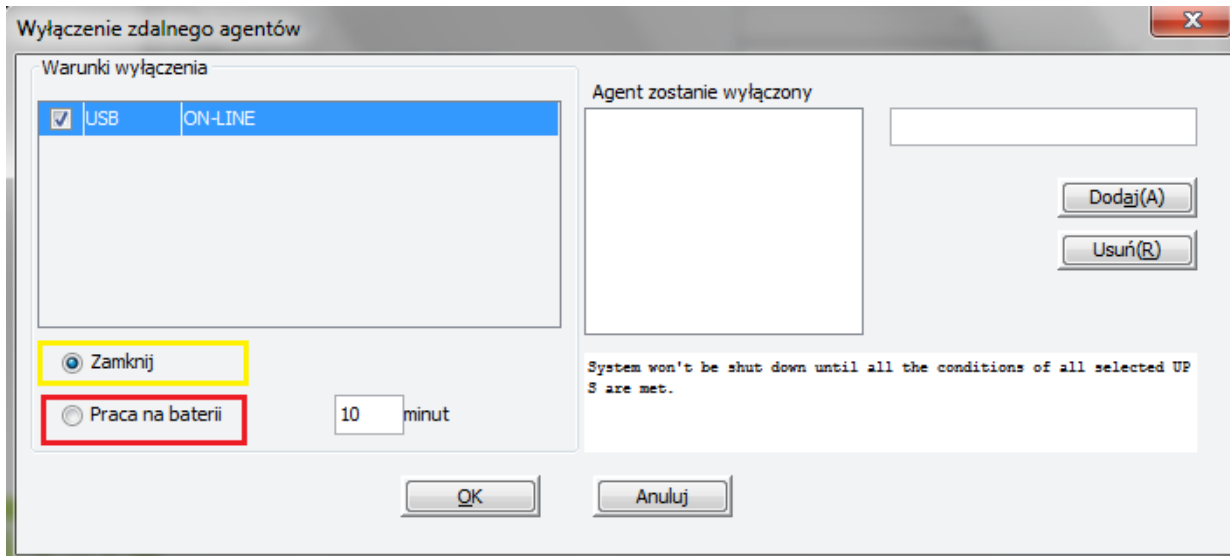 Wyłączenie zdalnego agentów
Warunki wyłączenia
USB ON-LINE
Zamknij
Praca na baterii 10 minut
Agent zostanie wyłączony
Dodaj(A)
Usuń(R)
System won't be shut down until all the conditions of all selected UP
S are met.
OK Anuluj